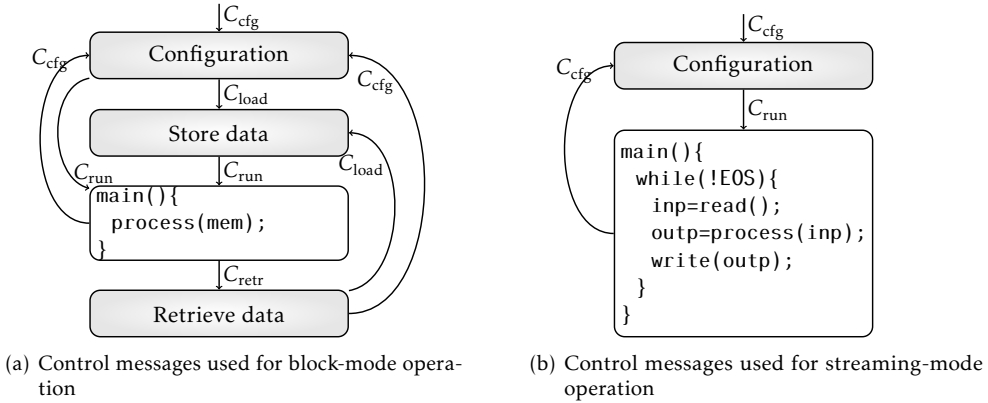 C_cfg
Configuration
C_cfg
C_cfg
C_load
Store data
C_load
C_run
C_run
main(){
process(mem);
}
C_retr
Retrieve data
(a) Control messages used for block-mode opera-
tion
C_cfg
Configuration
C_cfg
C_run
main(){
while(!EOS){
inp=read();
outp=process(inp);
write(outp);
}
}
(b) Control messages used for streaming-mode
operation